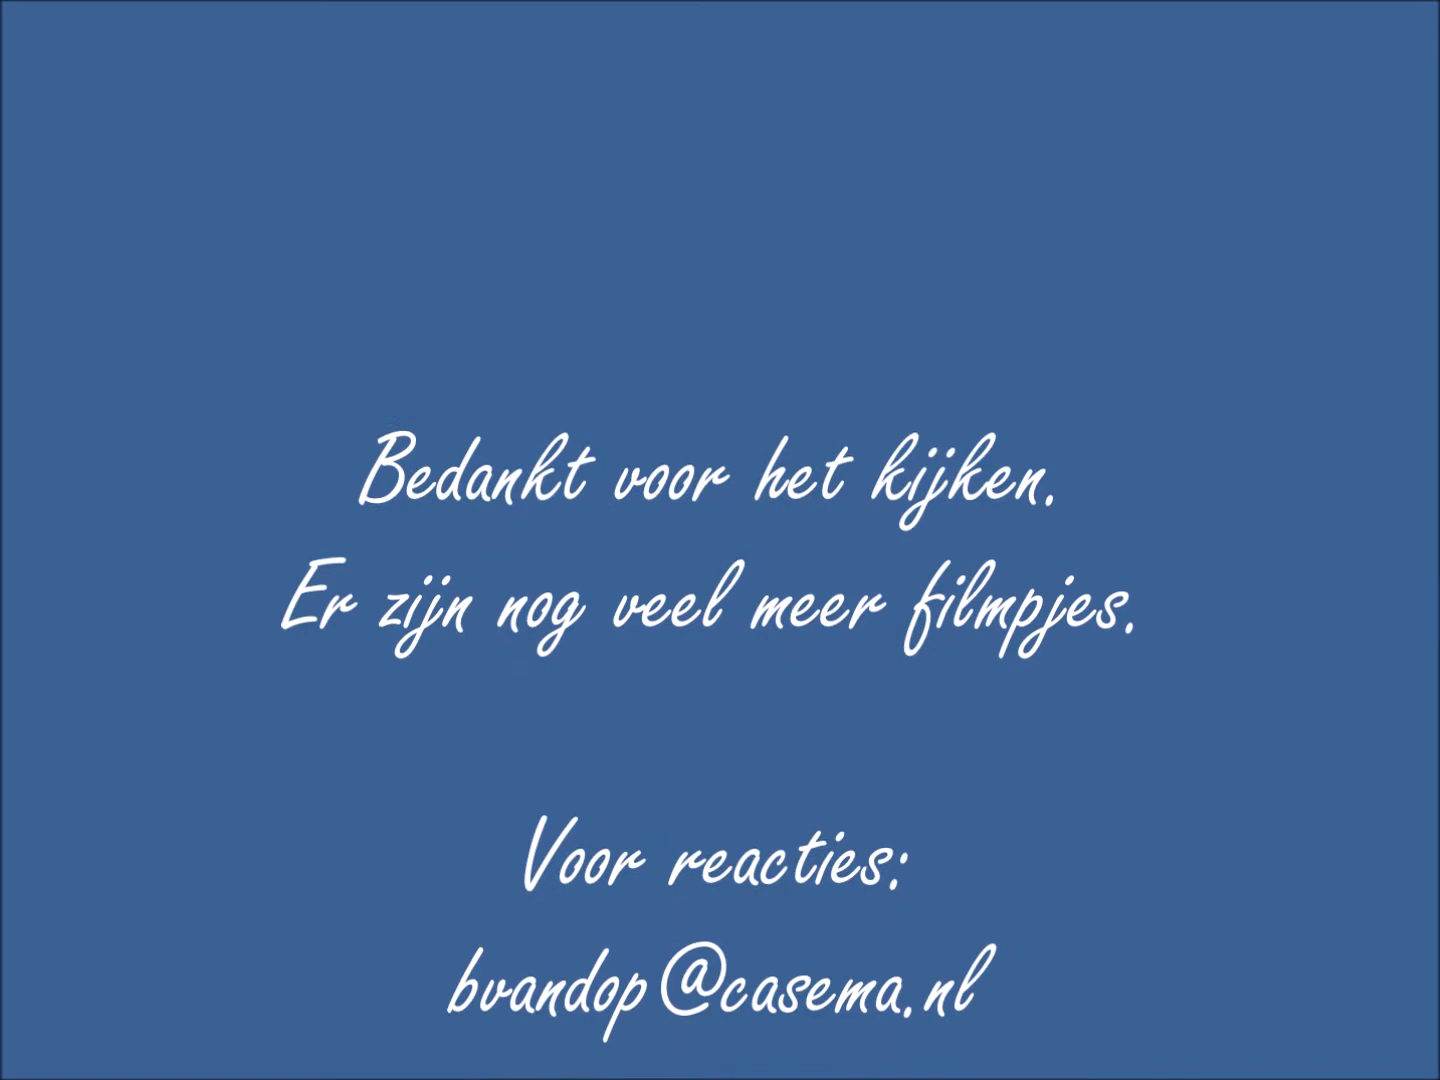 Bedankt voor het kijken.
Er zijn nog veel meer filmpjes.
Voor reacties:
bvandop@casema.nl